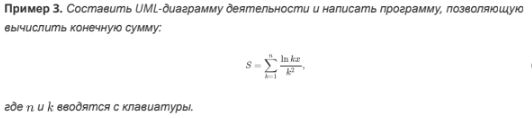 Пример 3. Составить UML-диаграмму деятельности и написать программу, позволяющую
вычислить конечную сумму:
S = \sum_{k=1}^{n} \frac{\ln kx}{k^2},
где n и k вводятся с клавиатуры.